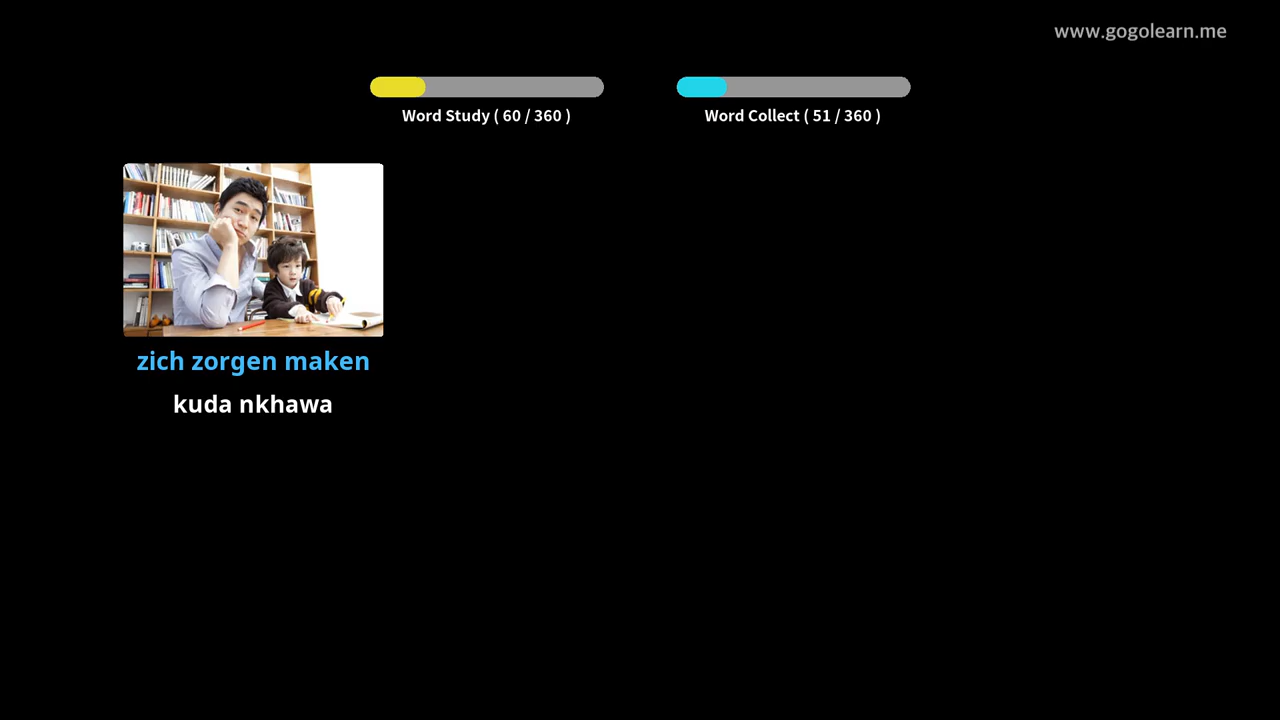 www.gogolearn.me
Word Study ( 60 / 360 )
Word Collect ( 51 / 360 )
zich zorgen maken
kuda nkhawa